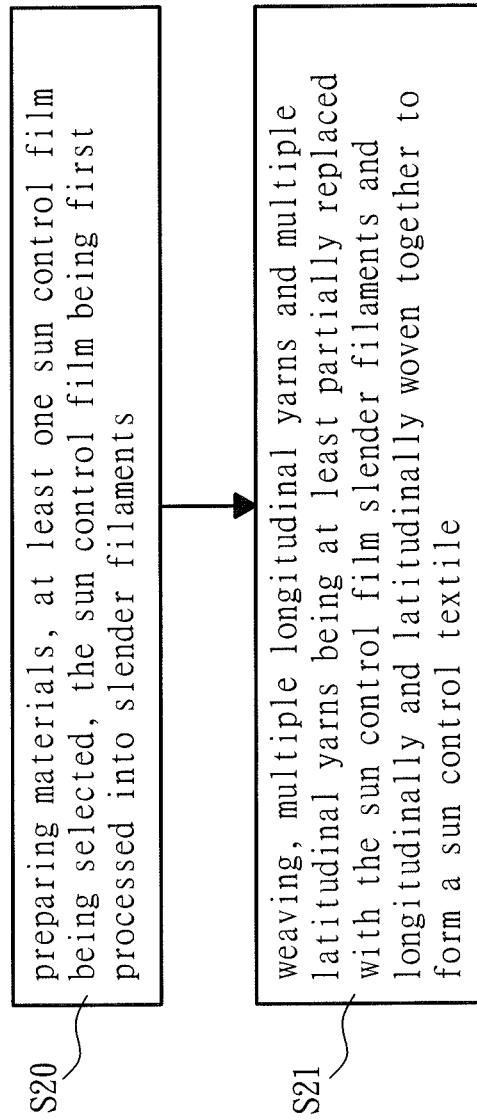 S20
preparing materials, at least one sun control film
being selected, the sun control film being first
processed into slender filaments
S21
weaving, multiple longitudinal yarns and multiple
latitudinal yarns being at least partially replaced
with the sun control film slender filaments and
longitudinally and latitudinally woven together to
form a sun control textile